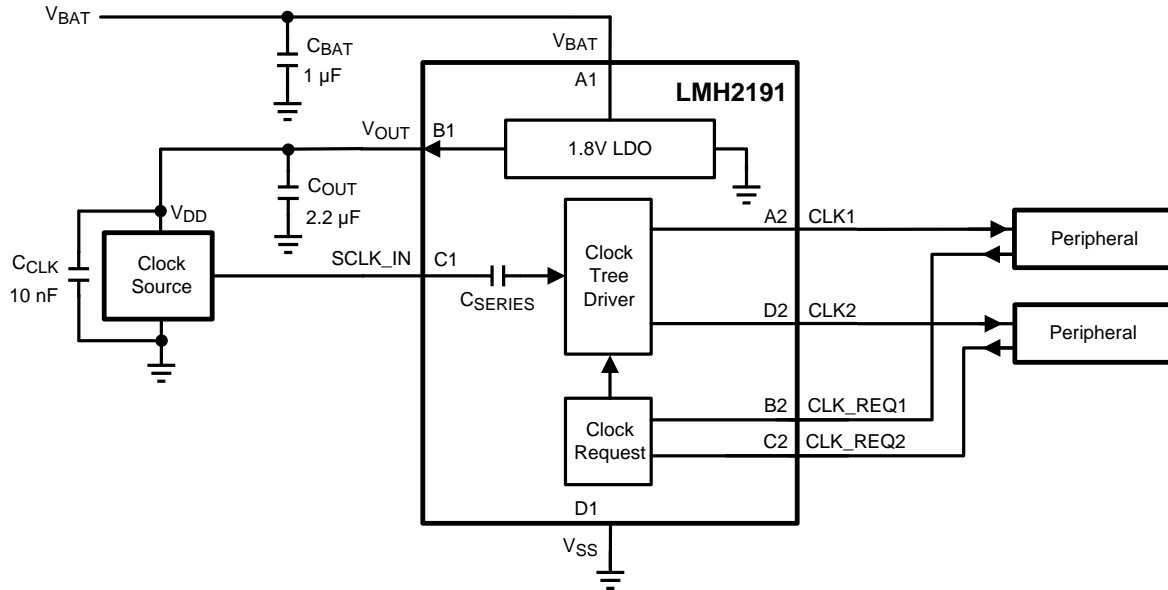 VBAT
CBAT
1 µF
VBAT
A1
LMH2191
VOUT
B1
1.8V LDO
COUT
2.2 µF
VDD
CCLK
10 nF
Clock
Source
SCLK_IN
C1
CSERIES
Clock
Tree
Driver
A2
CLK1
Peripheral
D2
CLK2
Peripheral
Clock
Request
B2
CLK_REQ1
C2
CLK_REQ2
D1
VSS